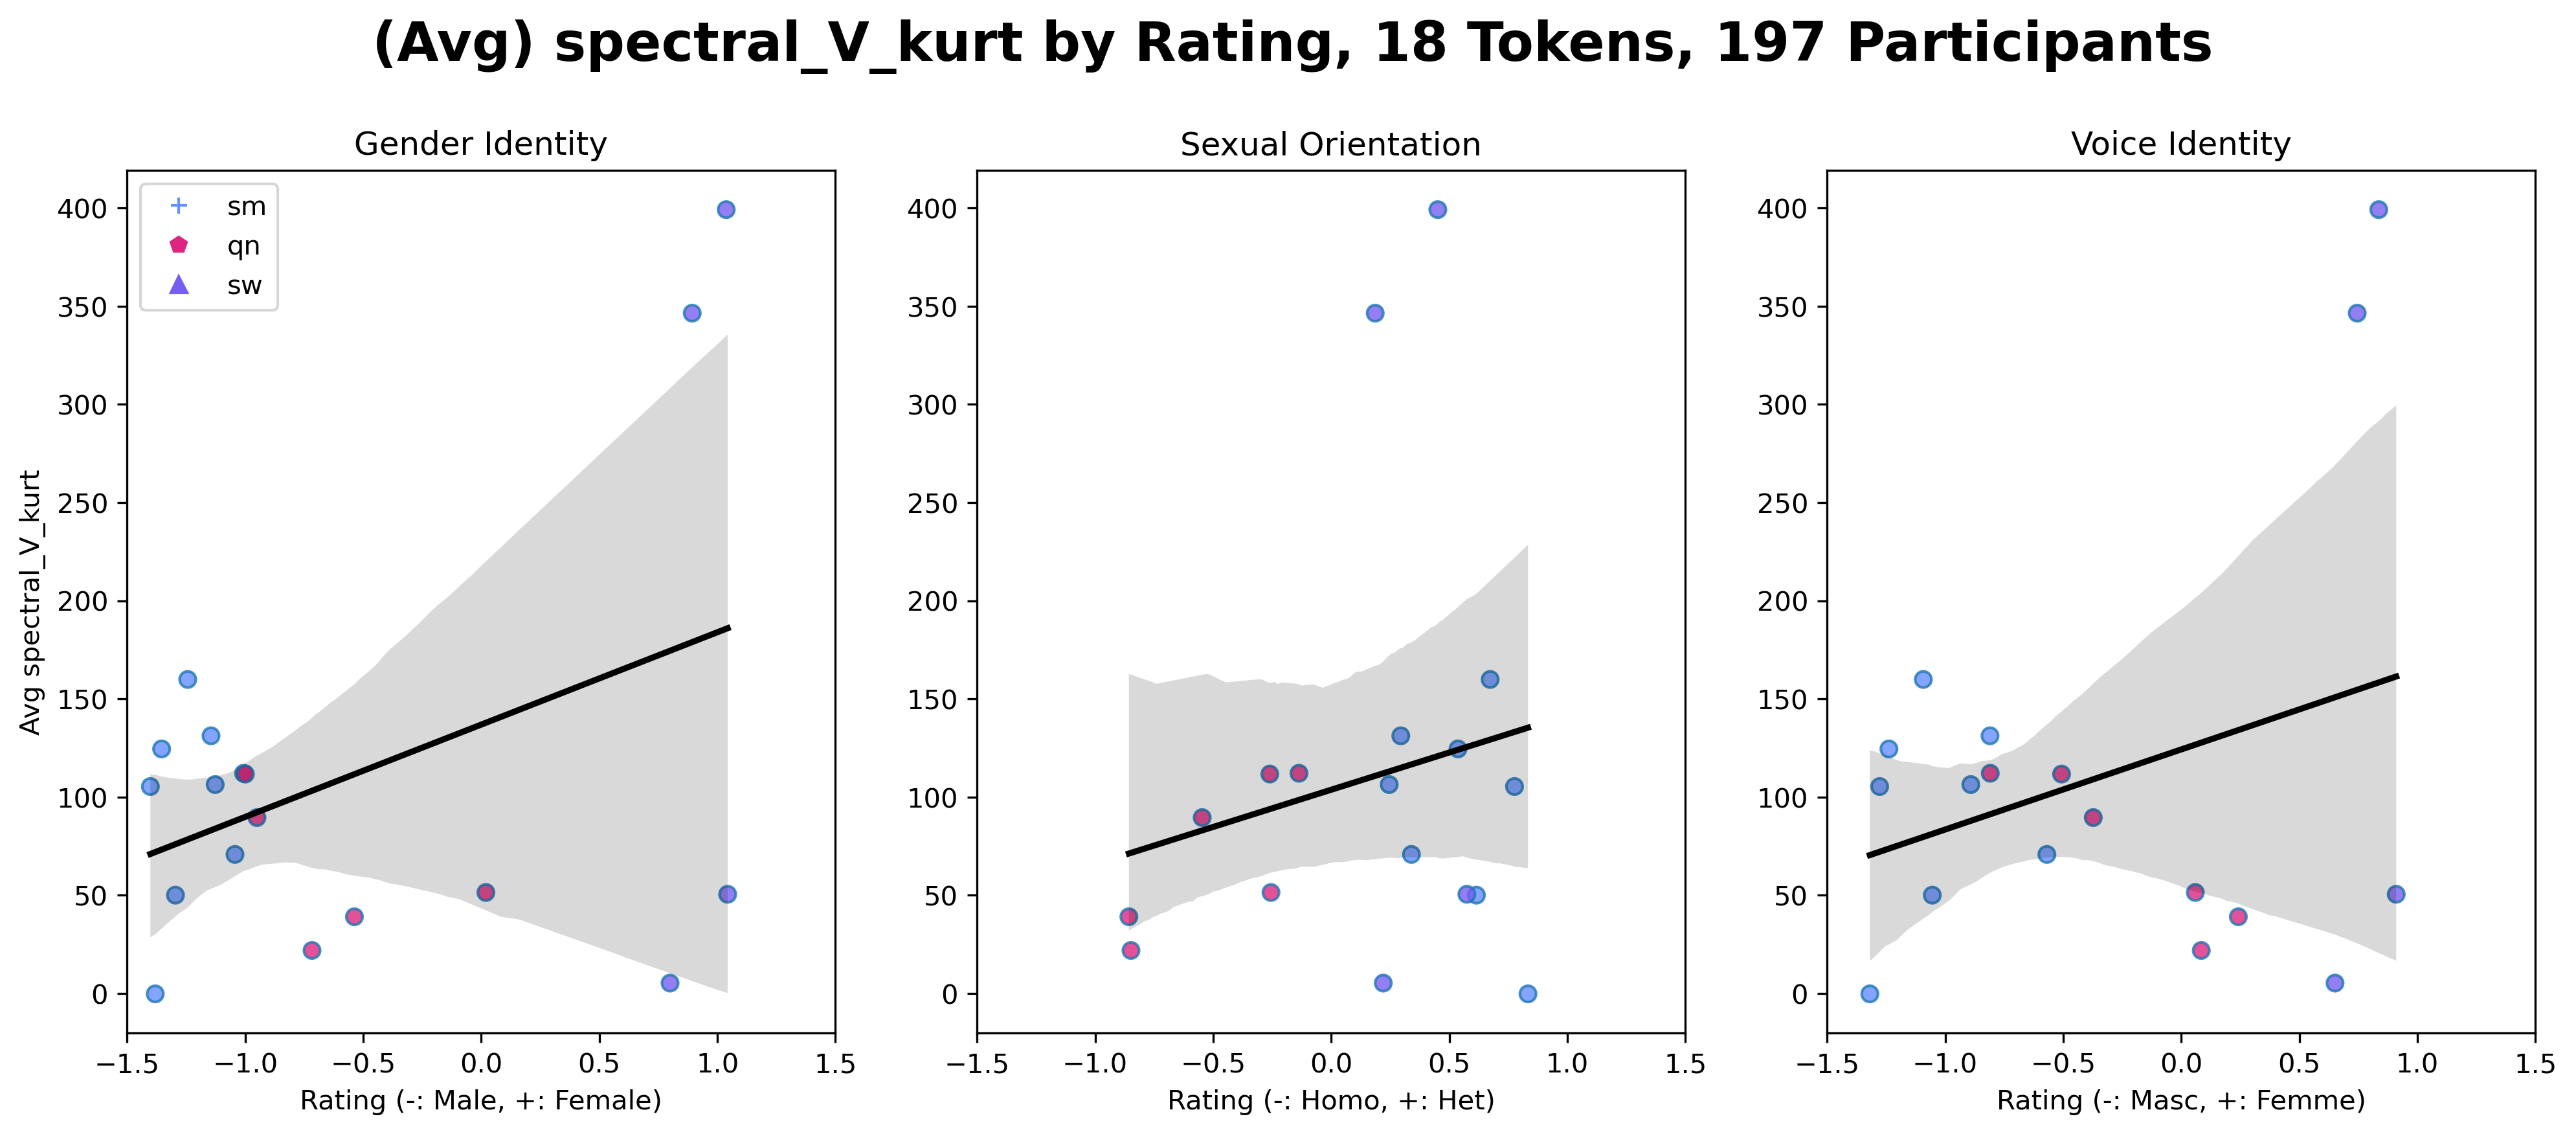 (Avg) spectral_V_kurt by Rating, 18 Tokens, 197 Participants
Gender Identity
sm
qn
sw
Avg spectral_V_kurt
400
350
300
250
200
150
100
50
0
−1.5 −1.0 −0.5 0.0 0.5 1.0 1.5
Rating (-: Male, +: Female)
Sexual Orientation
400
350
300
250
200
150
100
50
0
−1.5 −1.0 −0.5 0.0 0.5 1.0 1.5
Rating (-: Homo, +: Het)
Voice Identity
400
350
300
250
200
150
100
50
0
−1.5 −1.0 −0.5 0.0 0.5 1.0 1.5
Rating (-: Masc, +: Femme)